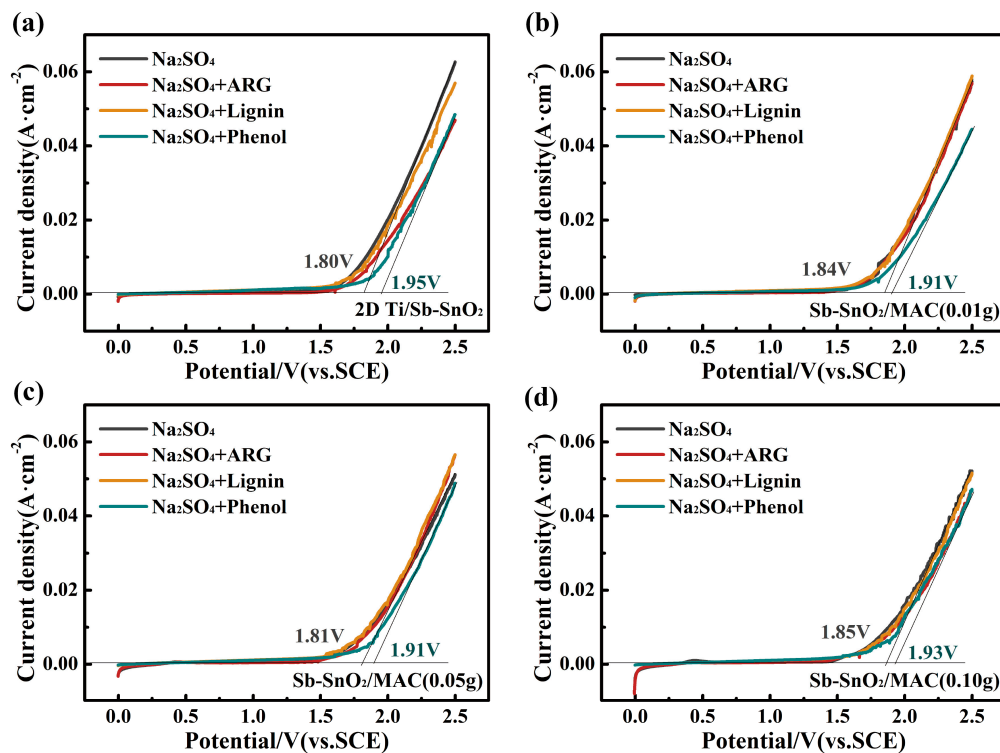 (a)
Na₂SO₄
Na₂SO₄+ARG
Na₂SO₄+Lignin
Na₂SO₄+Phenol
0.06
0.04
0.02
0.00
Current density(A·cm⁻²)
1.80V
1.95V
2D Ti/Sb-SnO₂
0.0 0.5 1.0 1.5 2.0 2.5
Potential/V(vs.SCE)
(b)
Na₂SO₄
Na₂SO₄+ARG
Na₂SO₄+Lignin
Na₂SO₄+Phenol
0.06
0.04
0.02
0.00
Current density(A·cm⁻²)
1.84V
1.91V
Sb-SnO₂/MAC(0.01g)
0.0 0.5 1.0 1.5 2.0 2.5
Potential/V(vs.SCE)
(c)
Na₂SO₄
Na₂SO₄+ARG
Na₂SO₄+Lignin
Na₂SO₄+Phenol
0.06
0.04
0.02
0.00
Current density(A·cm⁻²)
1.81V
1.91V
Sb-SnO₂/MAC(0.05g)
0.0 0.5 1.0 1.5 2.0 2.5
Potential/V(vs.SCE)
(d)
Na₂SO₄
Na₂SO₄+ARG
Na₂SO₄+Lignin
Na₂SO₄+Phenol
0.06
0.04
0.02
0.00
Current density(A·cm⁻²)
1.85V
1.93V
Sb-SnO₂/MAC(0.10g)
0.0 0.5 1.0 1.5 2.0 2.5
Potential/V(vs.SCE)